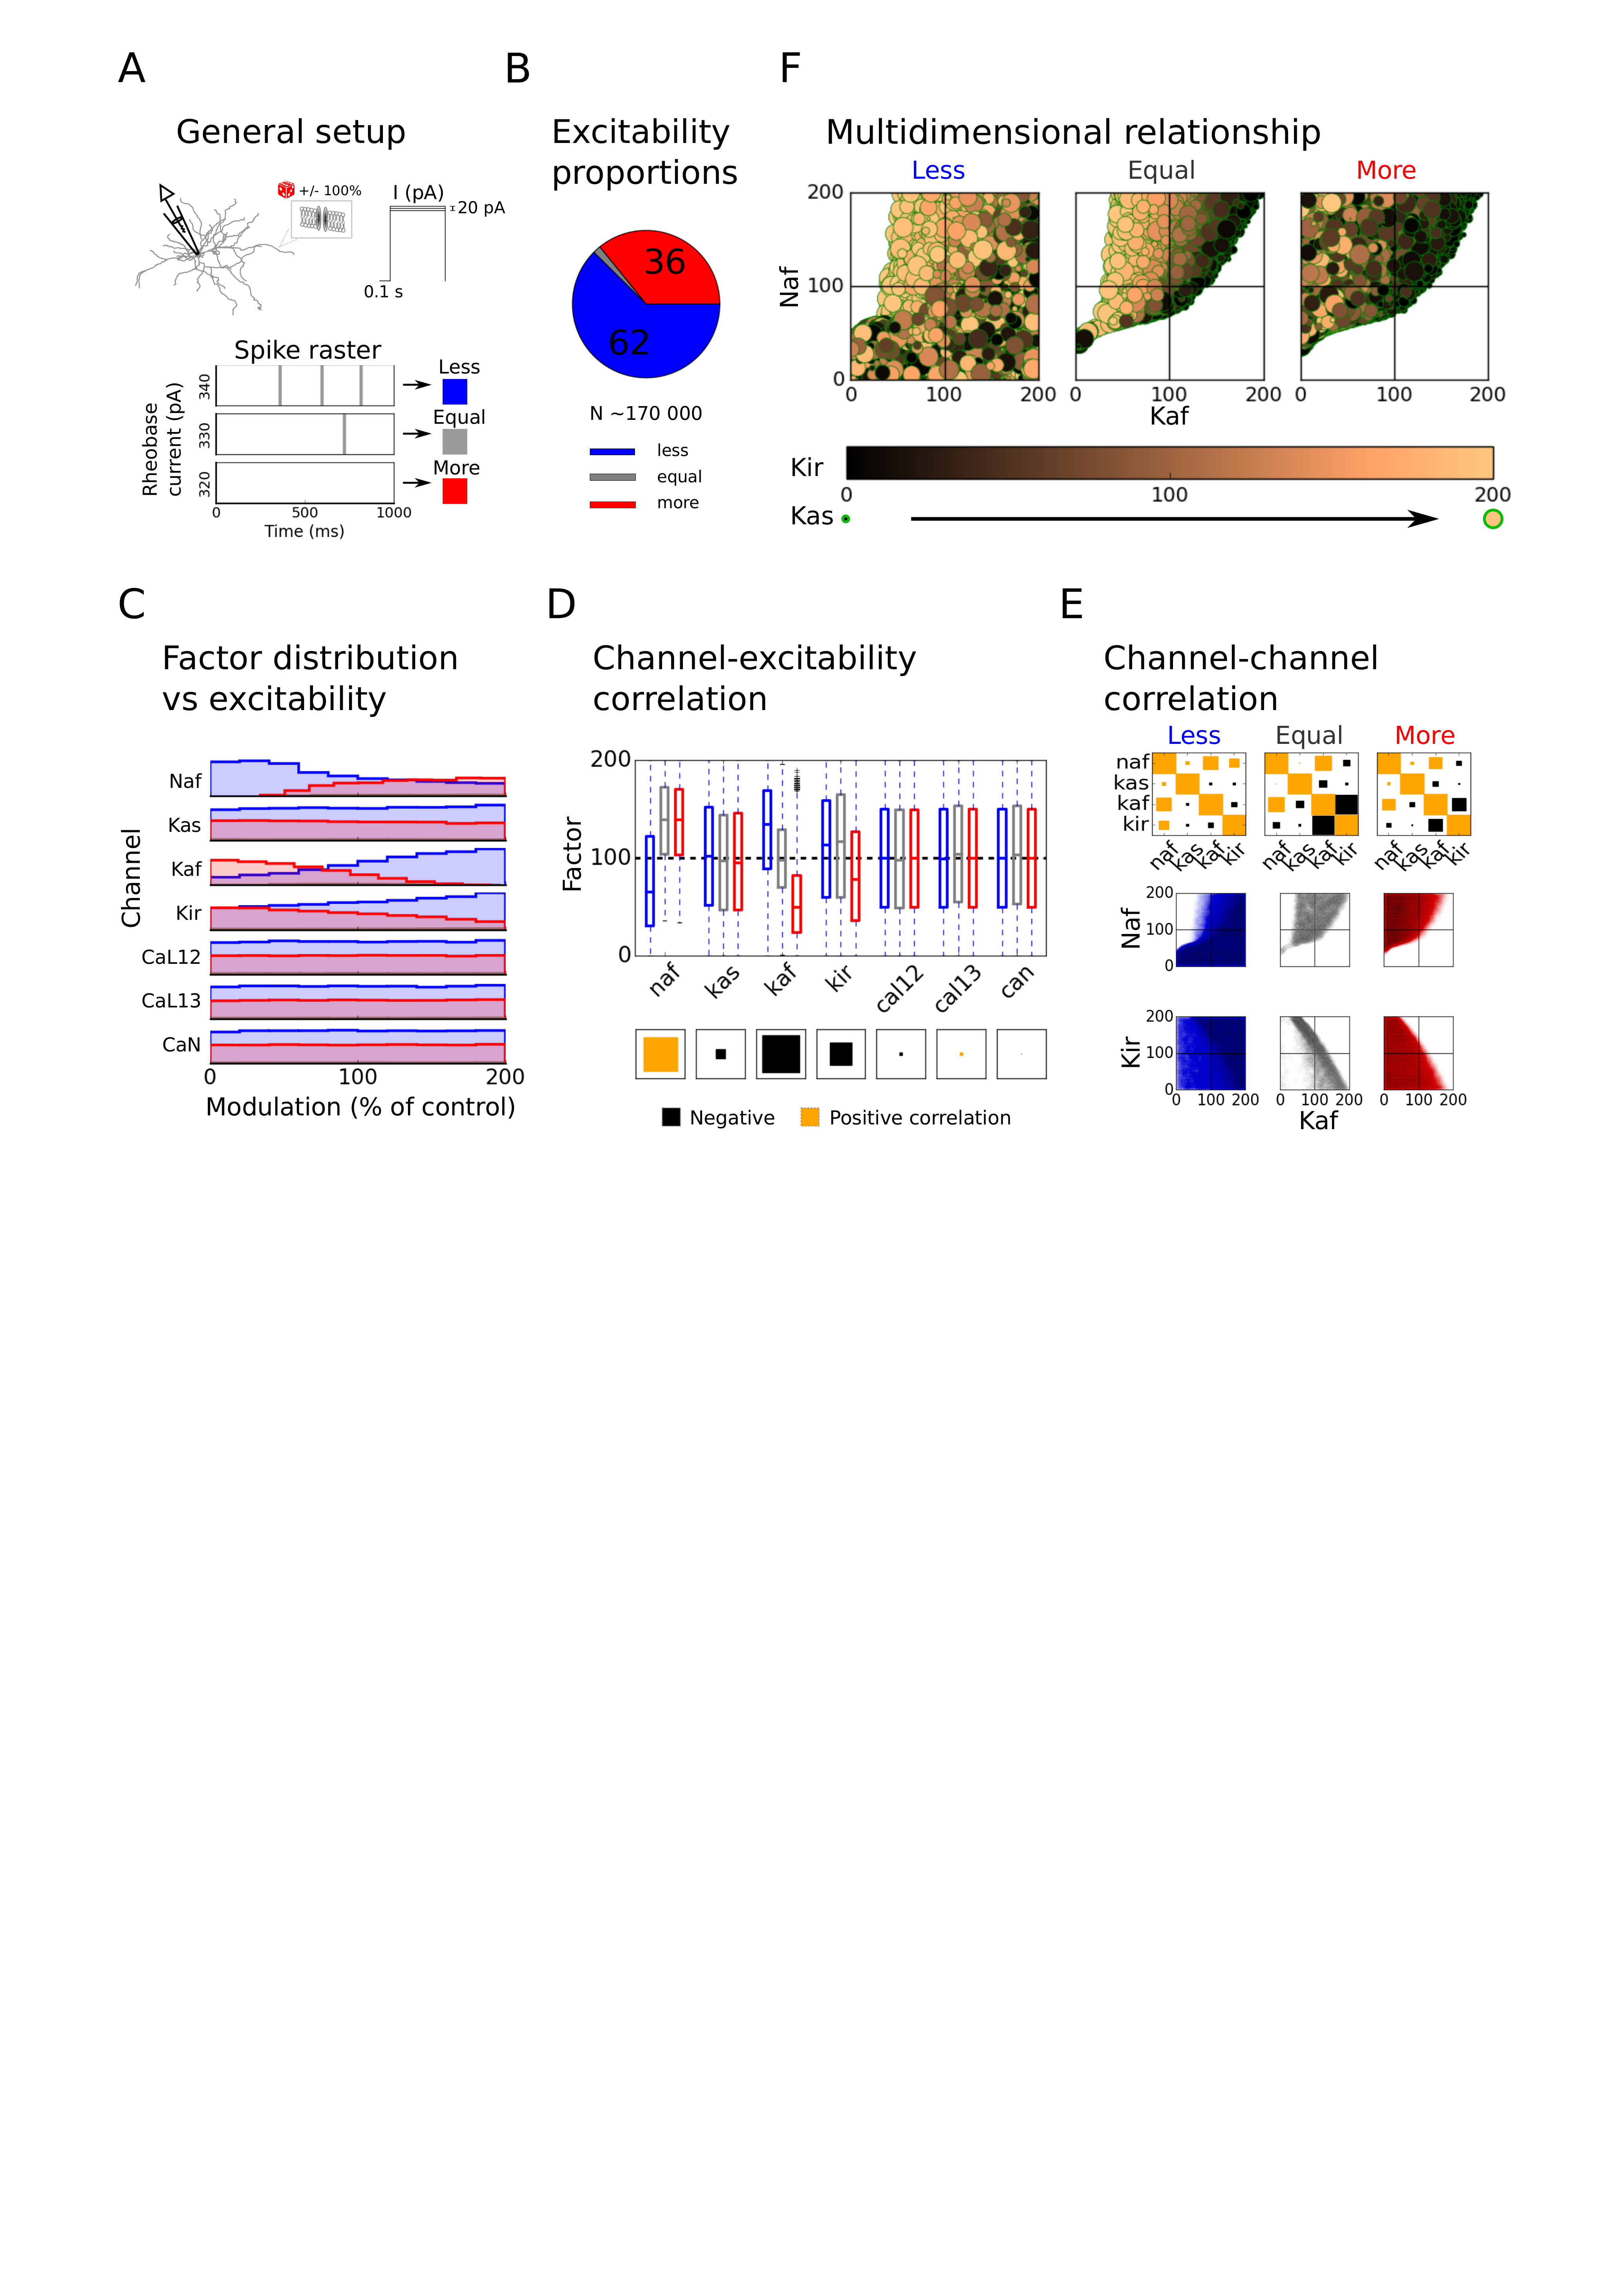 A
General setup
+/- 100%
I (pA)
20 pA
0.1 s
Spike raster
Rheobase
current (pA)
340
330
320
Less
Equal
More
0 500 1000
Time (ms)
B
Excitability
proportions
36
62
N ~170 000
less
equal
more
F
Multidimensional relationship
Less Equal More
Naf
200
100
0
0 100 200 0 100 200 0 100 200
Kaf
Kir
0 100 200
Kas
C
Factor distribution
vs excitability
Channel
Naf
Kas
Kaf
Kir
CaL12
CaL13
CaN
0 100 200
Modulation (% of control)
D
Channel-excitability
correlation
Factor
200
100
0
naf kas kaf kir cal12 cal13 can
Negative Positive correlation
E
Channel-channel
correlation
Less Equal More
naf
kas
kaf
kir
naf kas kaf kir naf kas kaf kir naf kas kaf kir
Naf
200
100
0
Kir
200
100
0
0 100 200 0 100 200 0 100 200
Kaf